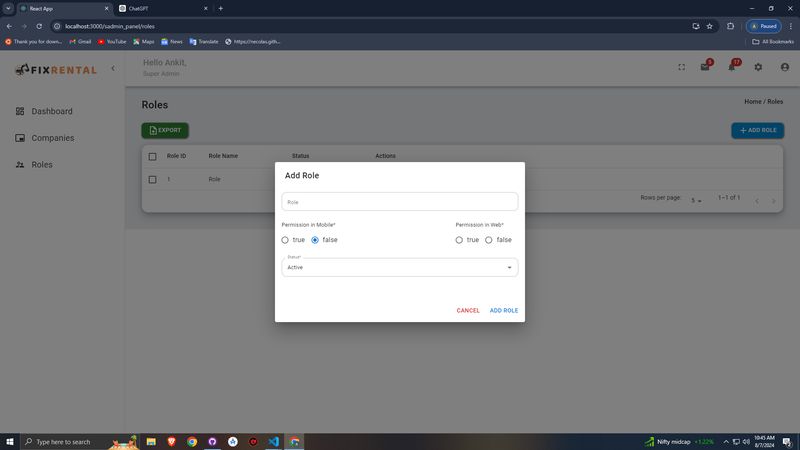 React App
ChatGPT
localhost:3000/sadmin_panel/roles
Paused
Thank you for down...
Gmail
YouTube
Maps
News
Translate
https://necolas.gith...
All Bookmarks
FIXRENTAL
Hello Ankit,
Super Admin
5
17
Dashboard
Companies
Roles
Roles
Home / Roles
EXPORT
ADD ROLE
Role ID
Role Name
Status
Actions
1
Role
Rows per page:
5
1–1 of 1
Add Role
Role
Permission in Mobile*
Permission in Web*
true
false
true
false
Status*
Active
CANCEL
ADD ROLE
Type here to search
Nifty midcap
+1.22%
10:45 AM
8/7/2024